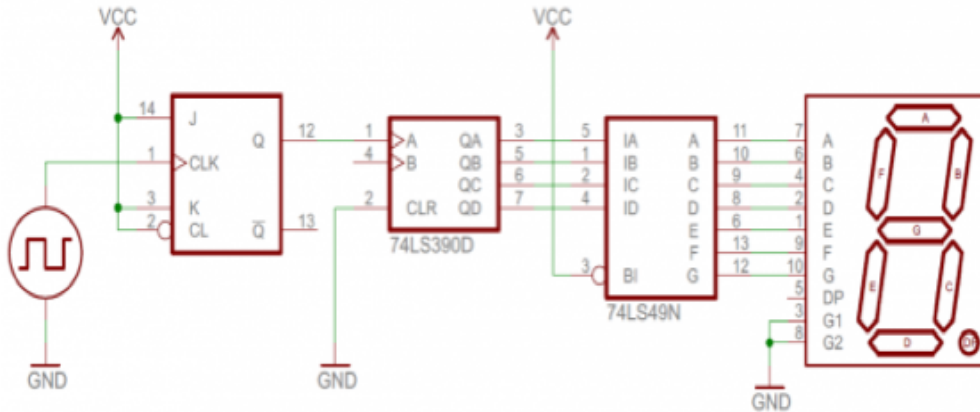 VCC VCC
14 J Q 12
1 CLK
3 K
2 CL Q 13
GND
1 A QA 3
4 B QB 5
QC 6
2 CLR QD 7
74LS390D
GND
5 IA A 11
1 IB B 10
2 IC C 9
4 ID D 8
E 6
F 13
3 BI G 12
74LS49N
7 A
6 B
4 C
2 D
1 E
9 F
10 G
5 DP
3 G1
8 G2
GND
A
F B
G
E C
D DP